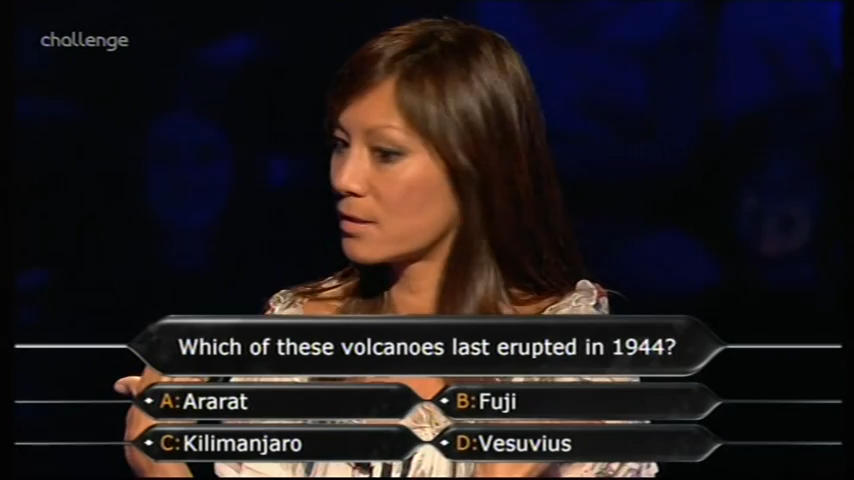 challenge
Which of these volcanoes last erupted in 1944?
A:Ararat
B:Fuji
C:Kilimanjaro
D:Vesuvius